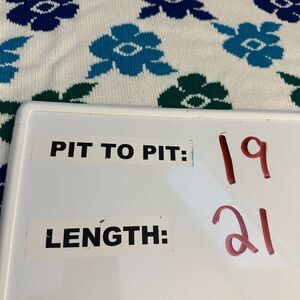 PIT TO PIT: 19
LENGTH: 21